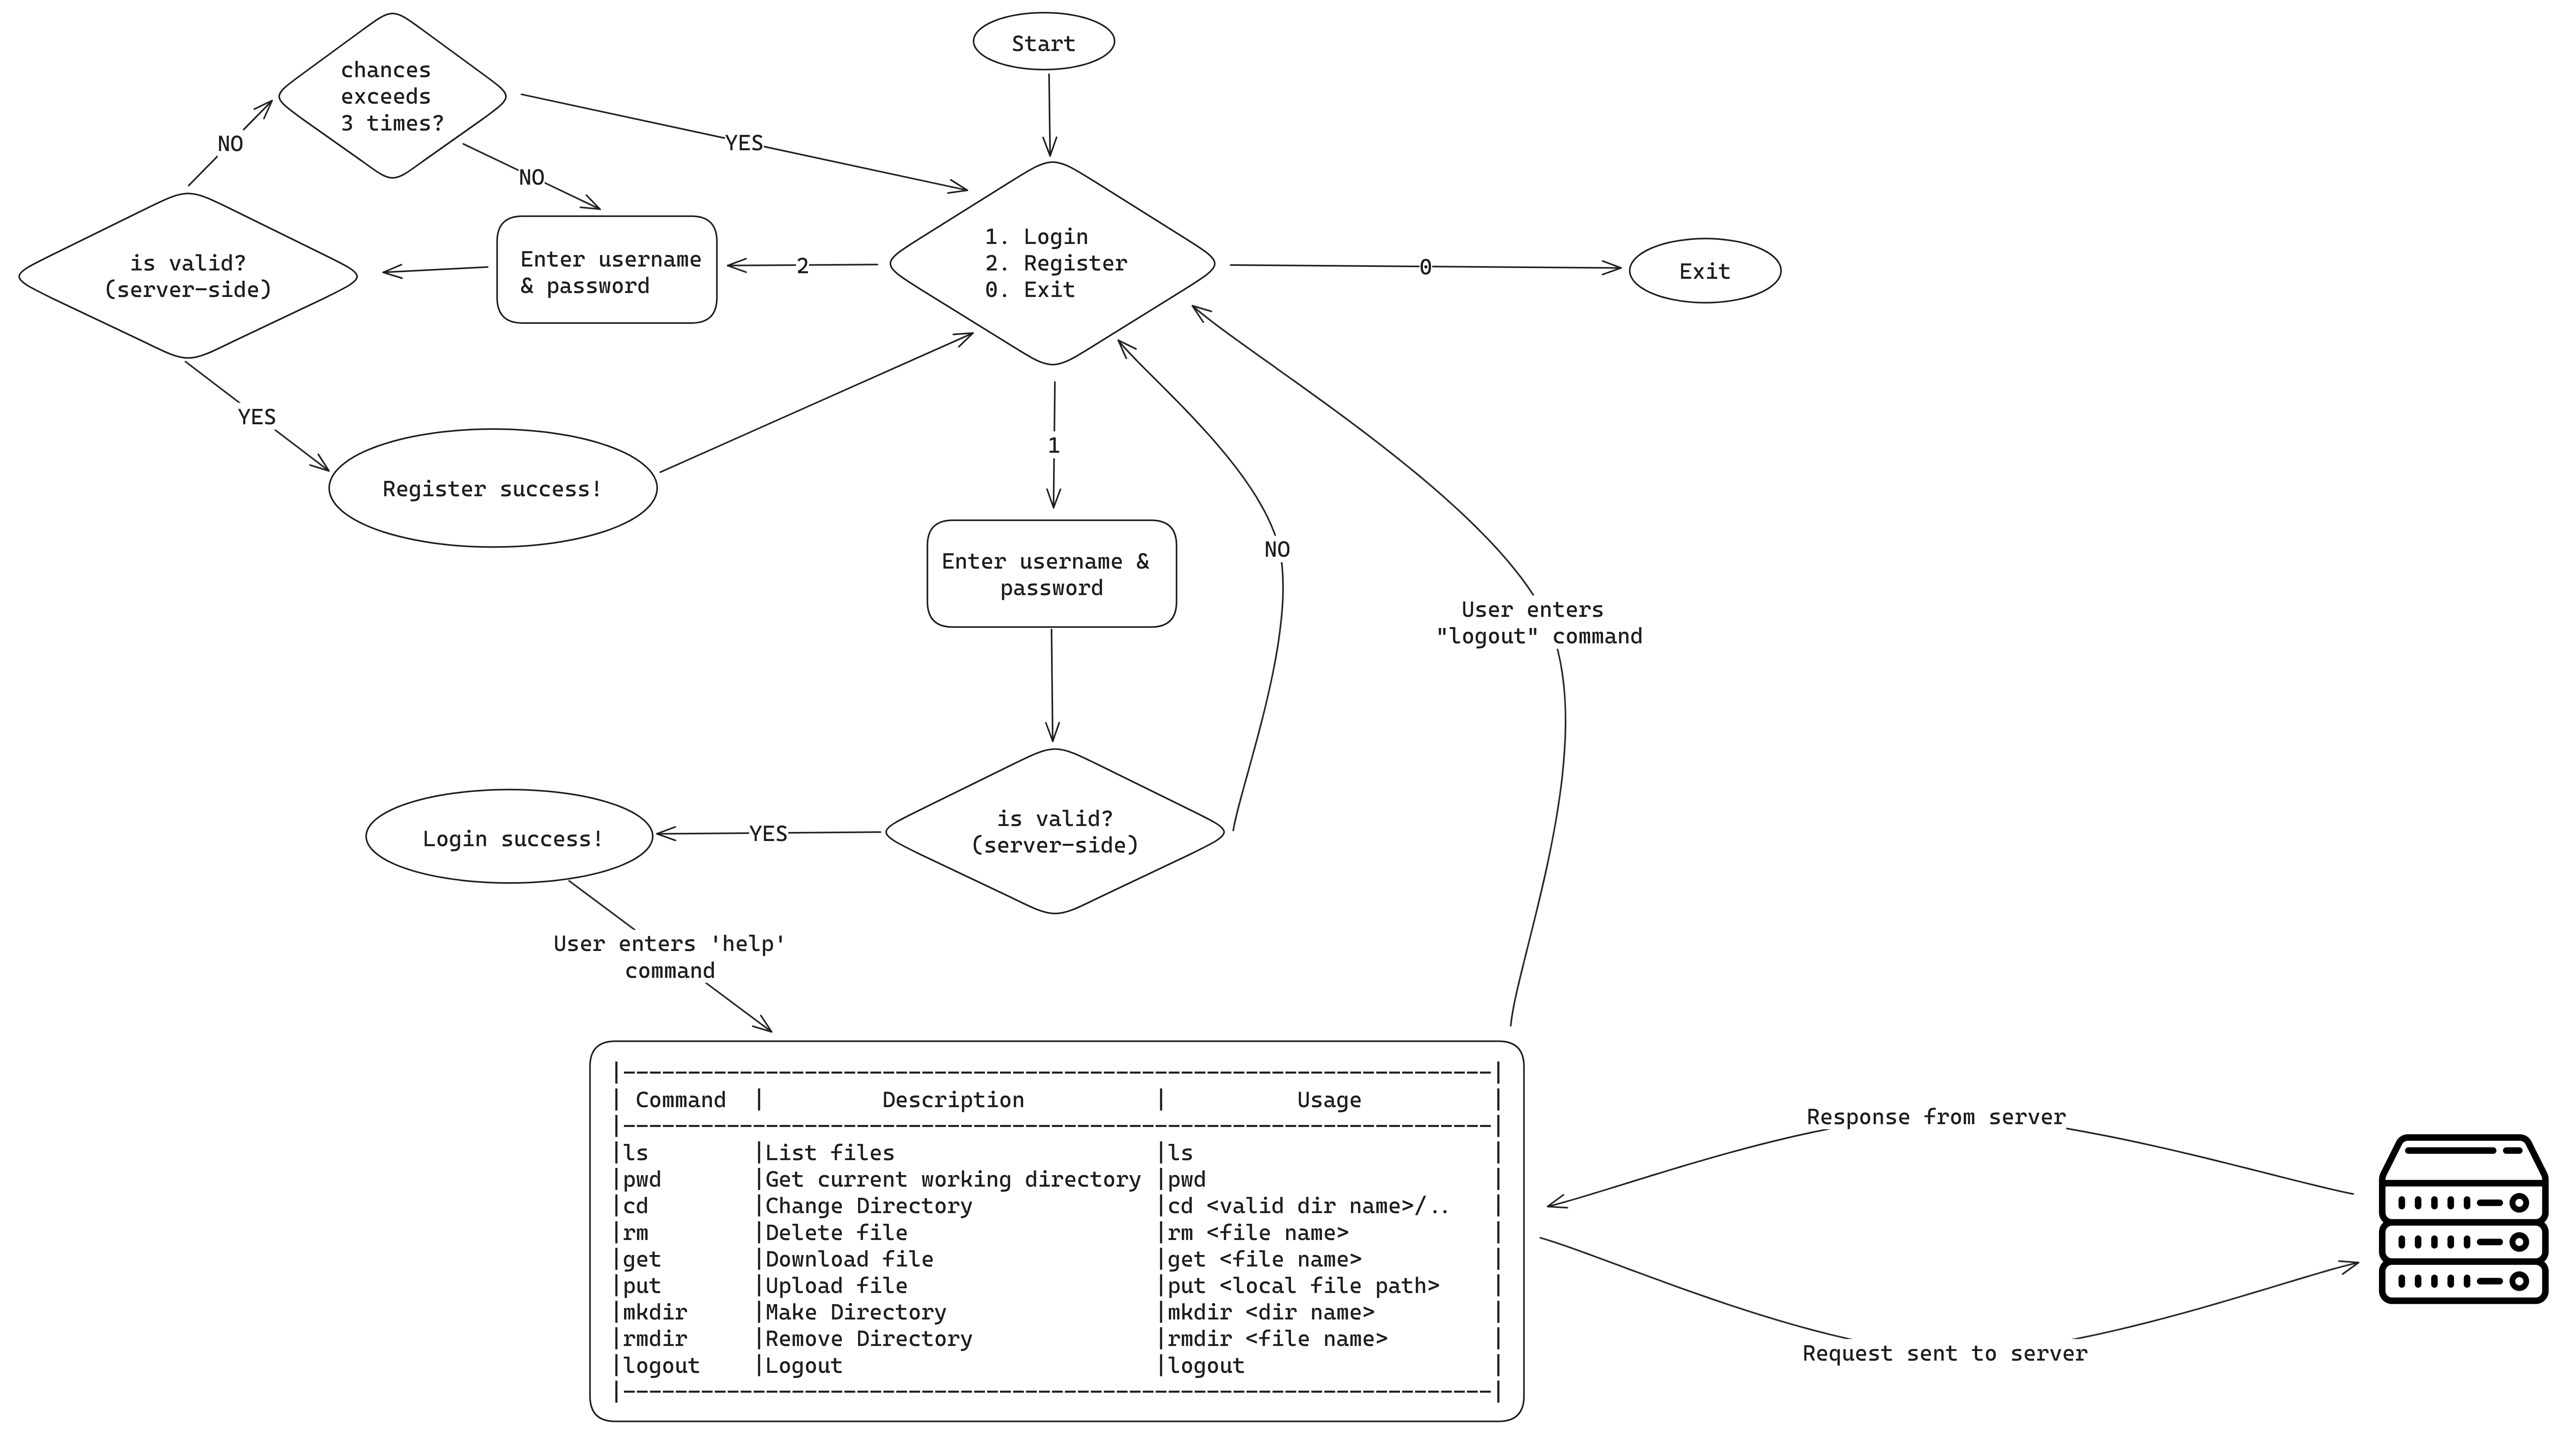 Start
chances
exceeds
3 times?
YES
NO
NO
1. Login
2. Register
0. Exit
0
Exit
2
Enter username
& password
is valid?
(server-side)
YES
Register success!
1
Enter username &
password
NO
User enters
"logout" command
is valid?
(server-side)
YES
Login success!
User enters 'help'
command
|-------------------------------------------------------------------|
| Command | Description | Usage |
|-------------------------------------------------------------------|
|ls |List files |ls |
|pwd |Get current working directory |pwd |
|cd |Change Directory |cd <valid dir name>/.. |
|rm |Delete file |rm <file name> |
|get |Download file |get <file name> |
|put |Upload file |put <local file path> |
|mkdir |Make Directory |mkdir <dir name> |
|rmdir |Remove Directory |rmdir <file name> |
|logout |Logout |logout |
|-------------------------------------------------------------------|
Response from server
Request sent to server